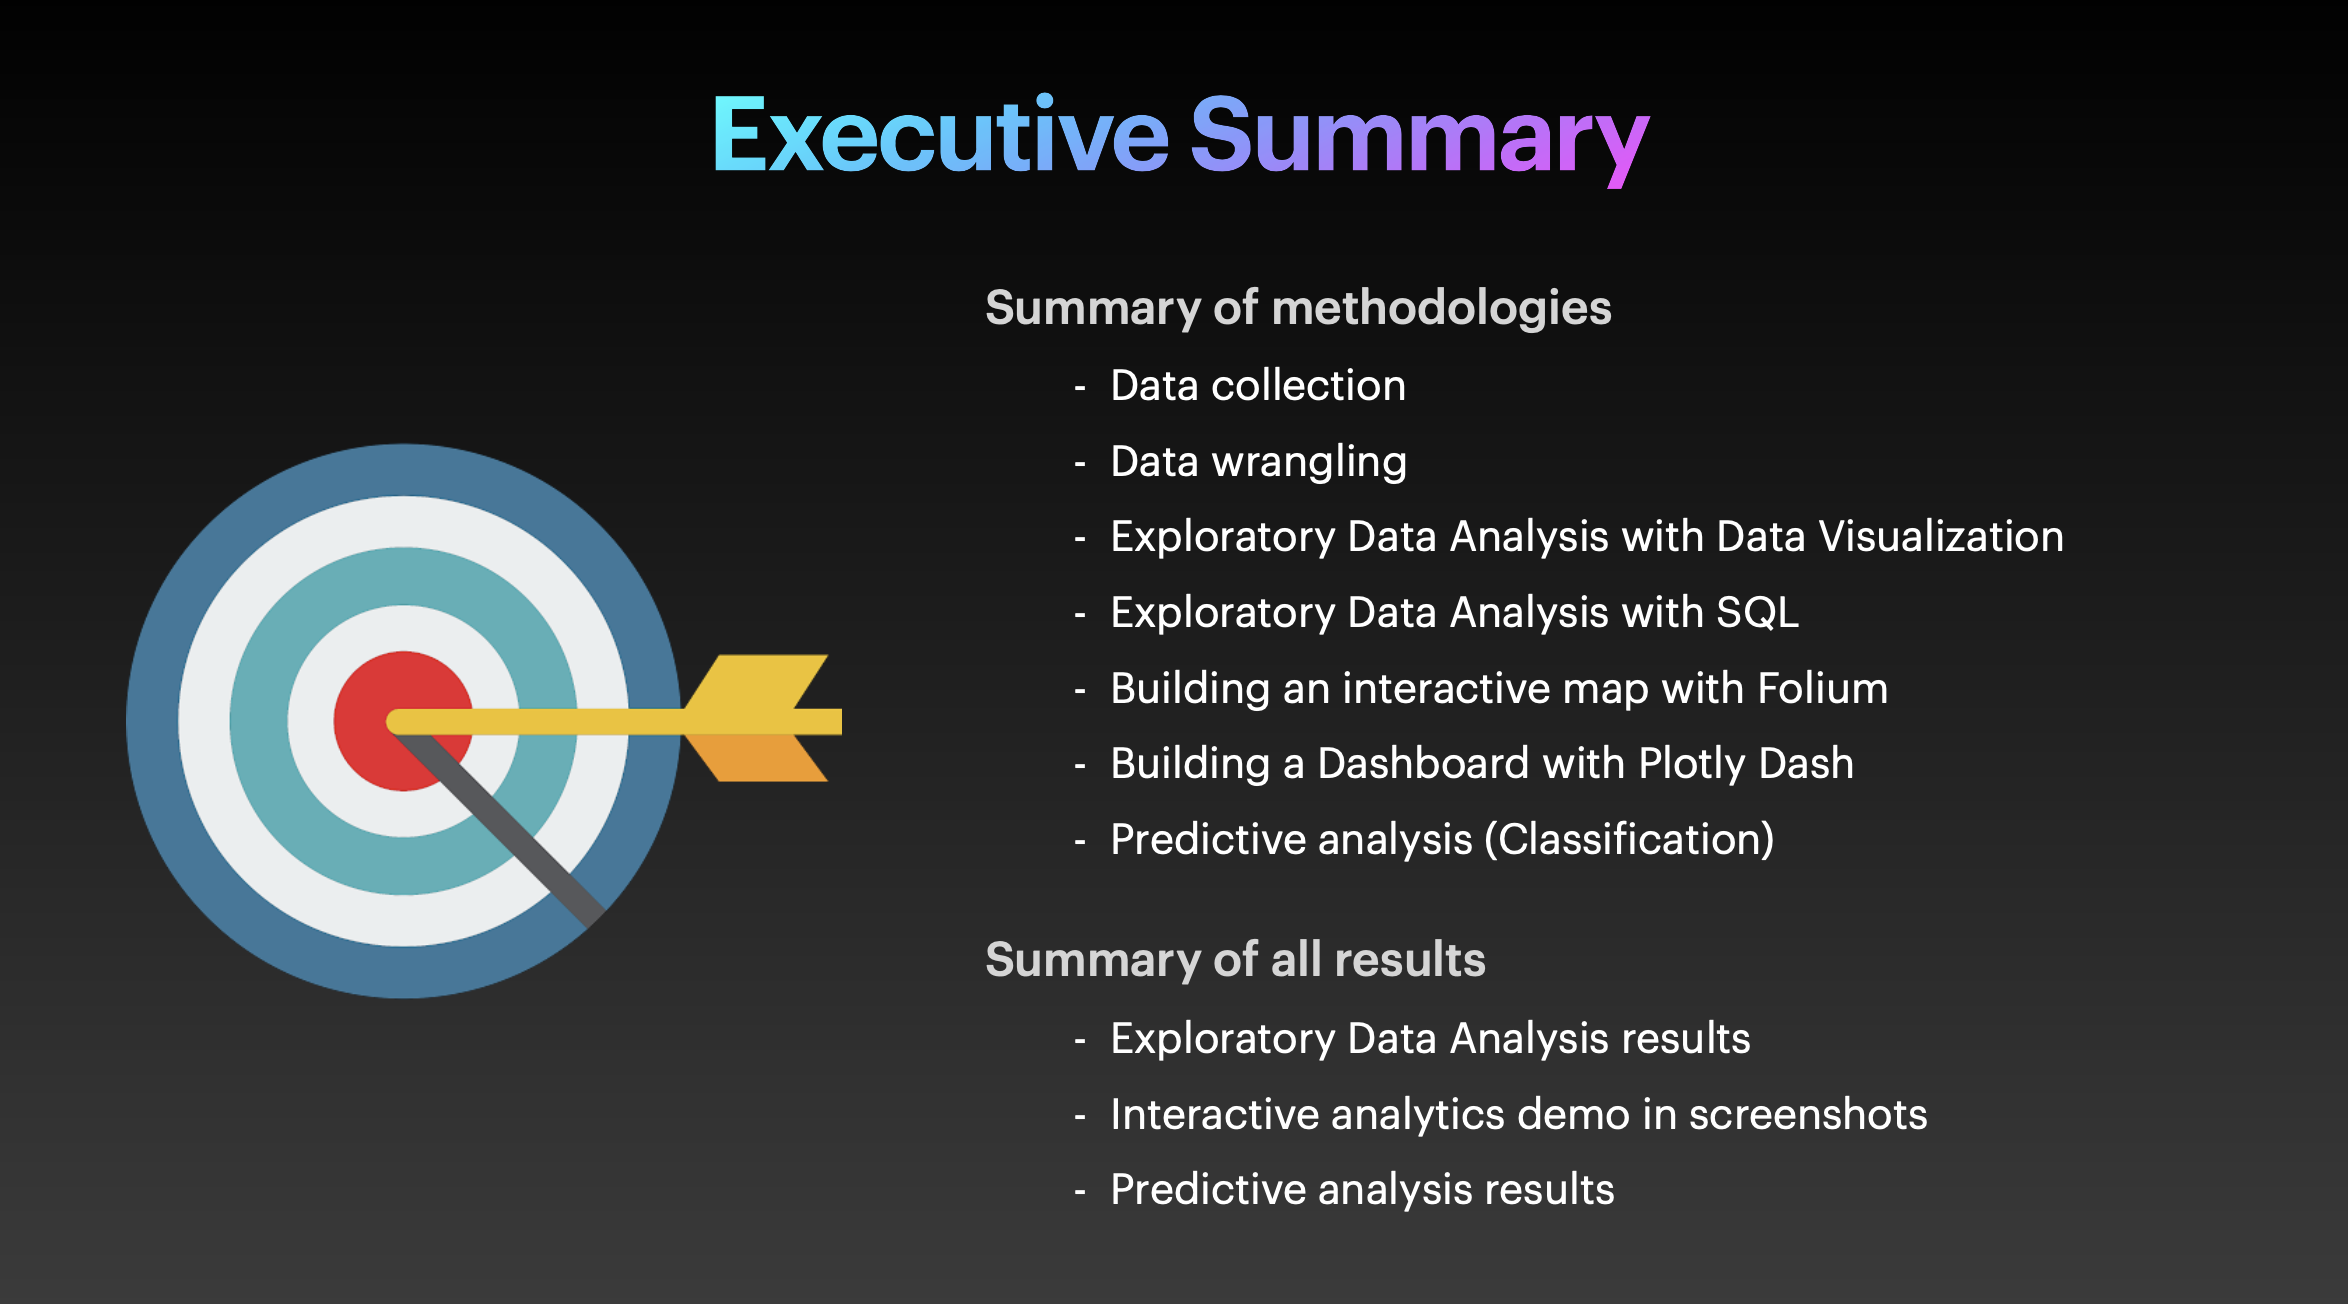 Executive Summary
Summary of methodologies
- Data collection
- Data wrangling
- Exploratory Data Analysis with Data Visualization
- Exploratory Data Analysis with SQL
- Building an interactive map with Folium
- Building a Dashboard with Plotly Dash
- Predictive analysis (Classification)
Summary of all results
- Exploratory Data Analysis results
- Interactive analytics demo in screenshots
- Predictive analysis results